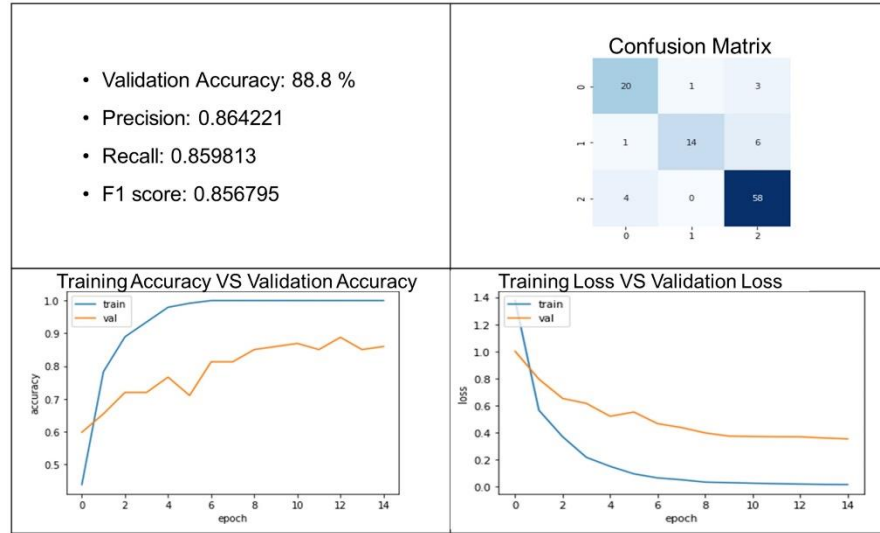 • Validation Accuracy: 88.8 %
• Precision: 0.864221
• Recall: 0.859813
• F1 score: 0.856795
Confusion Matrix
0 20 1 3
1 1 14 6
2 4 0 58
0 1 2
Training Accuracy VS Validation Accuracy
train
val
1.0
0.9
0.8
0.7
0.6
0.5
accuracy
0 2 4 6 8 10 12 14
epoch
Training Loss VS Validation Loss
train
val
1.4
1.2
1.0
0.8
0.6
0.4
0.2
0.0
loss
0 2 4 6 8 10 12 14
epoch